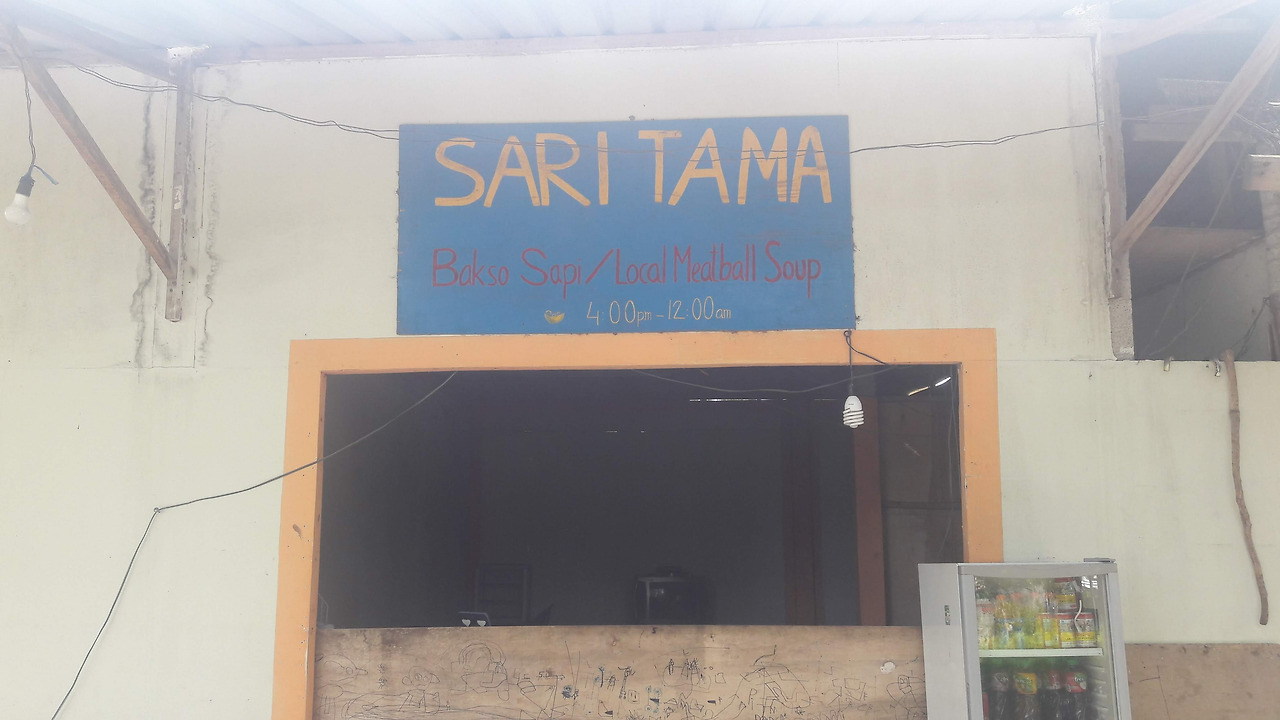 SARI TAMA
Bakso Sapi/Local Meatball Soup
4:00pm-12:00am